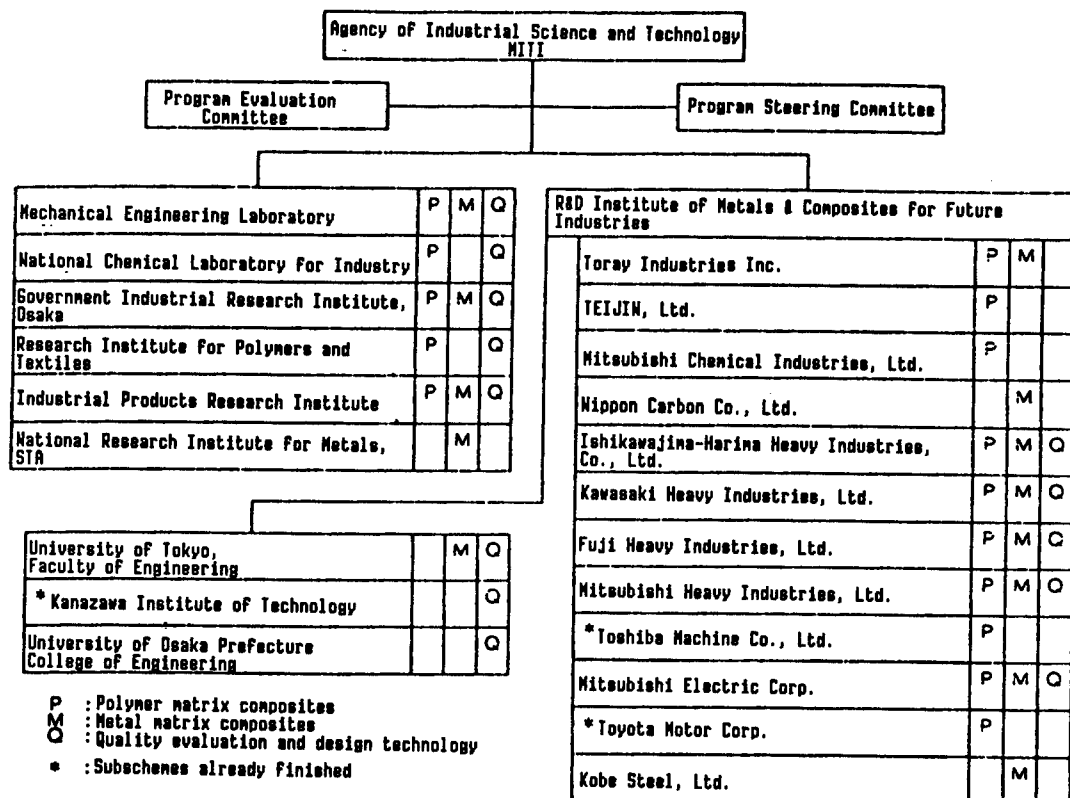 Agency of Industrial Science and Technology
MITI
Program Evaluation
Committee
Program Steering Committee
Mechanical Engineering Laboratory P M Q
National Chemical Laboratory for Industry P Q
Government Industrial Research Institute,
Osaka P M Q
Research Institute for Polymers and
Textiles P Q
Industrial Products Research Institute P M Q
National Research Institute for Metals,
STA M
R&D Institute of Metals & Composites for Future
Industries
Toray Industries Inc. P M
TEIJIN, Ltd. P
Mitsubishi Chemical Industries, Ltd. P
Nippon Carbon Co., Ltd. M
Ishikawajima-Harima Heavy Industries,
Co., Ltd. P M Q
Kawasaki Heavy Industries, Ltd. P M Q
Fuji Heavy Industries, Ltd. P M Q
Mitsubishi Heavy Industries, Ltd. P M Q
*Toshiba Machine Co., Ltd. P
Mitsubishi Electric Corp. P M Q
*Toyota Motor Corp. P
Kobe Steel, Ltd. M
University of Tokyo,
Faculty of Engineering M Q
*Kanazawa Institute of Technology Q
University of Osaka Prefecture
College of Engineering Q
P :Polymer matrix composites
M :Metal matrix composites
Q :Quality evaluation and design technology
* :Subschemes already finished